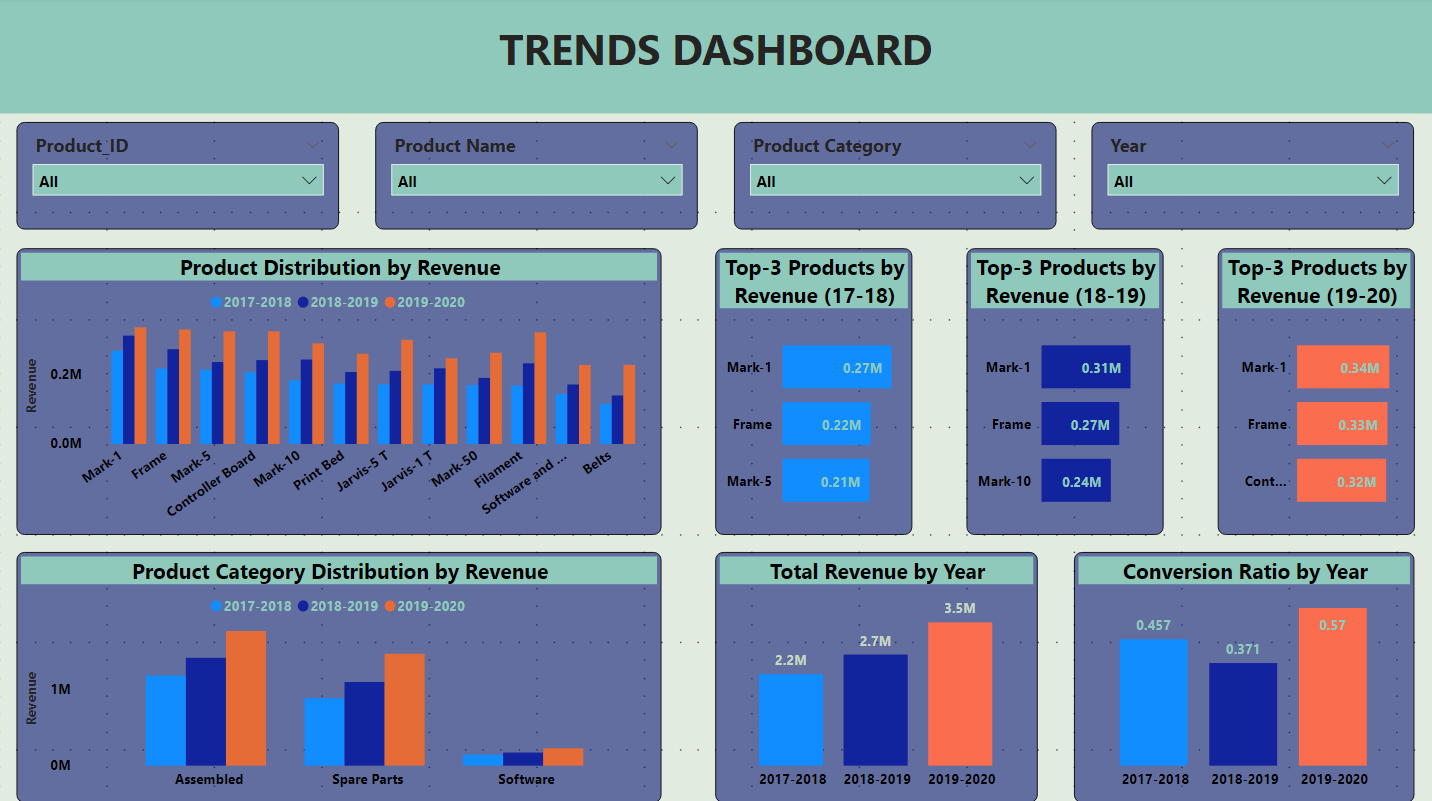 TRENDS DASHBOARD
Product_ID
All
Product Name
All
Product Category
All
Year
All
Product Distribution by Revenue
2017-2018 2018-2019 2019-2020
Revenue
0.2M
0.0M
Mark-1
Frame
Mark-5
Controller Board
Mark-10
Print Bed
Jarvis-5 T
Jarvis-1 T
Mark-50
Filament
Software and ...
Belts
Top-3 Products by
Revenue (17-18)
Mark-1 0.27M
Frame 0.22M
Mark-5 0.21M
Top-3 Products by
Revenue (18-19)
Mark-1 0.31M
Frame 0.27M
Mark-10 0.24M
Top-3 Products by
Revenue (19-20)
Mark-1 0.34M
Frame 0.33M
Cont... 0.32M
Product Category Distribution by Revenue
2017-2018 2018-2019 2019-2020
Revenue
1M
0M
Assembled Spare Parts Software
Total Revenue by Year
2.2M 2.7M 3.5M
2017-2018 2018-2019 2019-2020
Conversion Ratio by Year
0.457 0.371 0.57
2017-2018 2018-2019 2019-2020